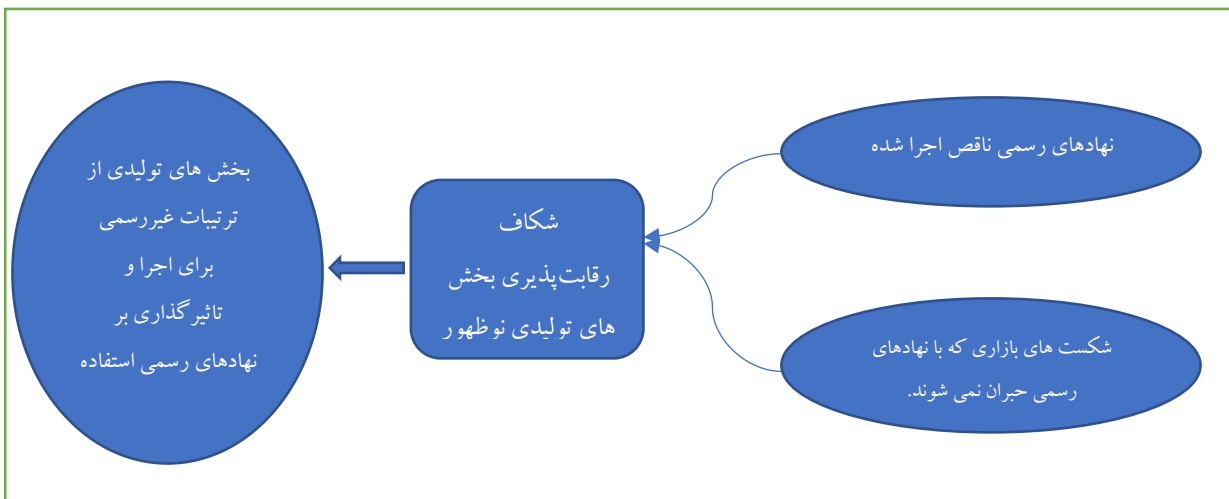 نهادهای رسمی ناقص اجرا شده
شکست های بازاری که با نهادهای
رسمی حبران نمی شوند.
شکاف
رقابت‌پذیری بخش
های تولیدی نوظهور
بخش های تولیدی از
ترتیبات غیررسمی
برای اجرا و
تاثیرگذاری بر
نهادهای رسمی استفاده